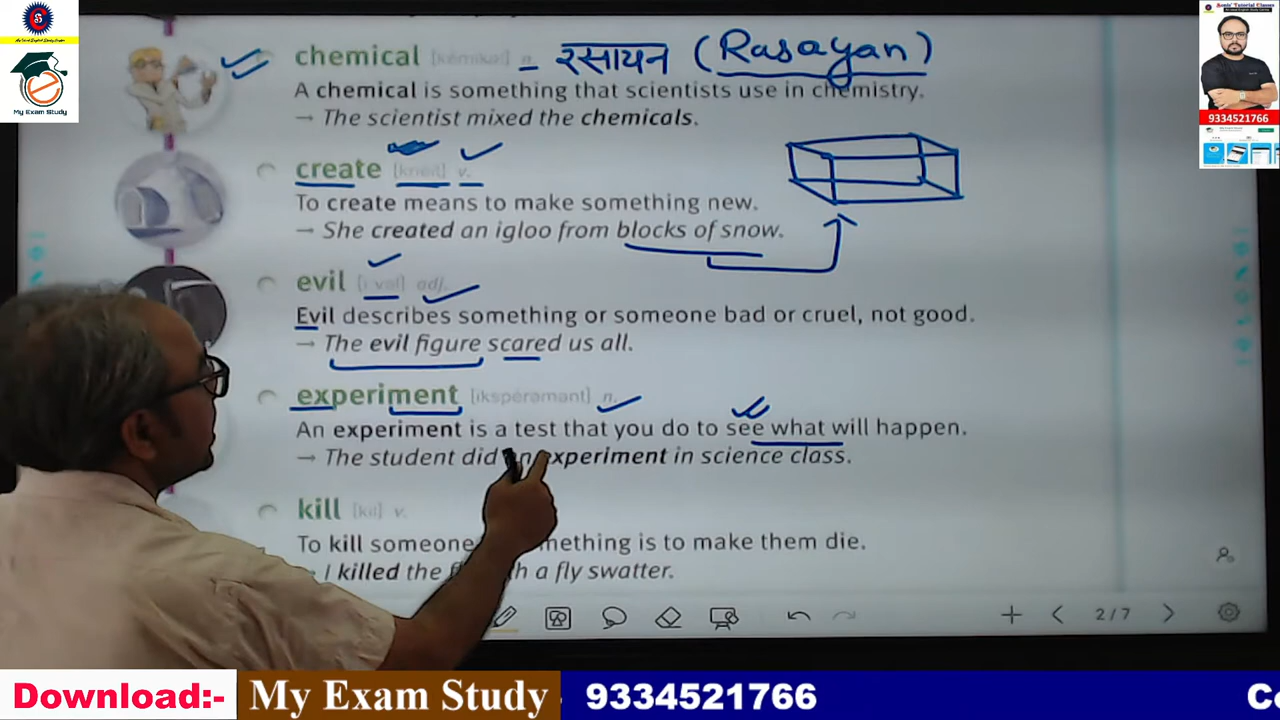 My Exam Study
9334521766
chemical n. – रसायन (Rasayan)
A chemical is something that scientists use in chemistry.
→ The scientist mixed the chemicals.
create v.
To create means to make something new.
→ She created an igloo from blocks of snow.
evil adj.
Evil describes something or someone bad or cruel, not good.
→ The evil figure scared us all.
experiment [ikspérəmənt] n.
An experiment is a test that you do to see what will happen.
→ The student did an experiment in science class.
kill [kil] v.
To kill someone something is to make them die.
I killed the a fly swatter.
2/7
Download:- My Exam Study 9334521766